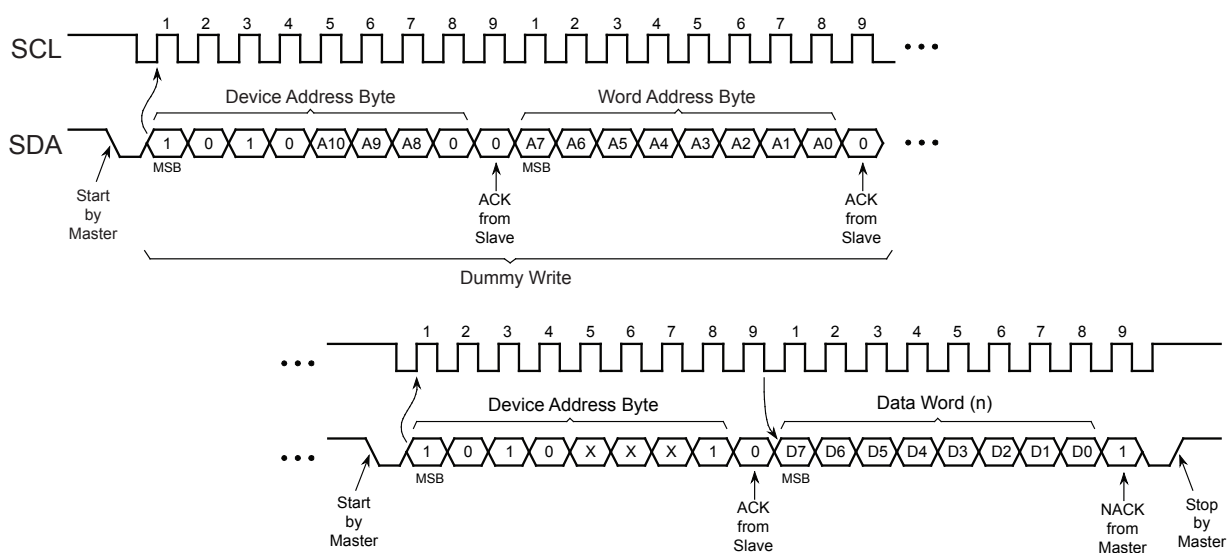 1 2 3 4 5 6 7 8 9 1 2 3 4 5 6 7 8 9
SCL
Device Address Byte Word Address Byte
SDA 1 0 1 0 A10 A9 A8 0 0 A7 A6 A5 A4 A3 A2 A1 A0 0
MSB MSB
Start
by
Master
ACK
from
Slave
ACK
from
Slave
Dummy Write
1 2 3 4 5 6 7 8 9 1 2 3 4 5 6 7 8 9
Device Address Byte Data Word (n)
1 0 1 0 X X X 1 0 D7 D6 D5 D4 D3 D2 D1 D0 1
MSB MSB
Start
by
Master
ACK
from
Slave
NACK
from
Master
Stop
by
Master